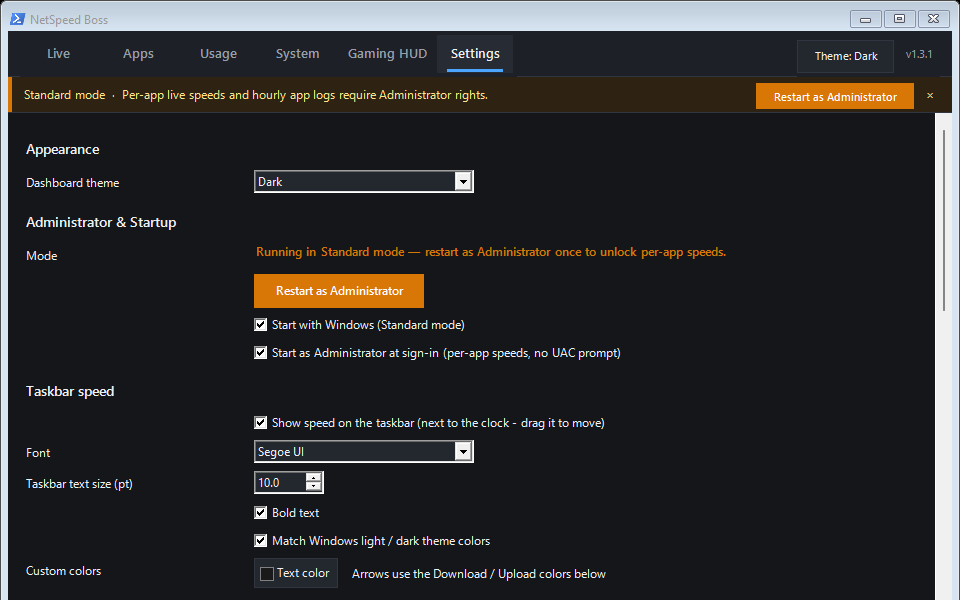 NetSpeed Boss
Live Apps Usage System Gaming HUD Settings Theme: Dark v1.3.1
Standard mode · Per-app live speeds and hourly app logs require Administrator rights. Restart as Administrator ×
Appearance
Dashboard theme Dark
Administrator & Startup
Mode Running in Standard mode — restart as Administrator once to unlock per-app speeds.
Restart as Administrator
Start with Windows (Standard mode)
Start as Administrator at sign-in (per-app speeds, no UAC prompt)
Taskbar speed
Show speed on the taskbar (next to the clock - drag it to move)
Font Segoe UI
Taskbar text size (pt) 10.0
Bold text
Match Windows light / dark theme colors
Custom colors Text color Arrows use the Download / Upload colors below